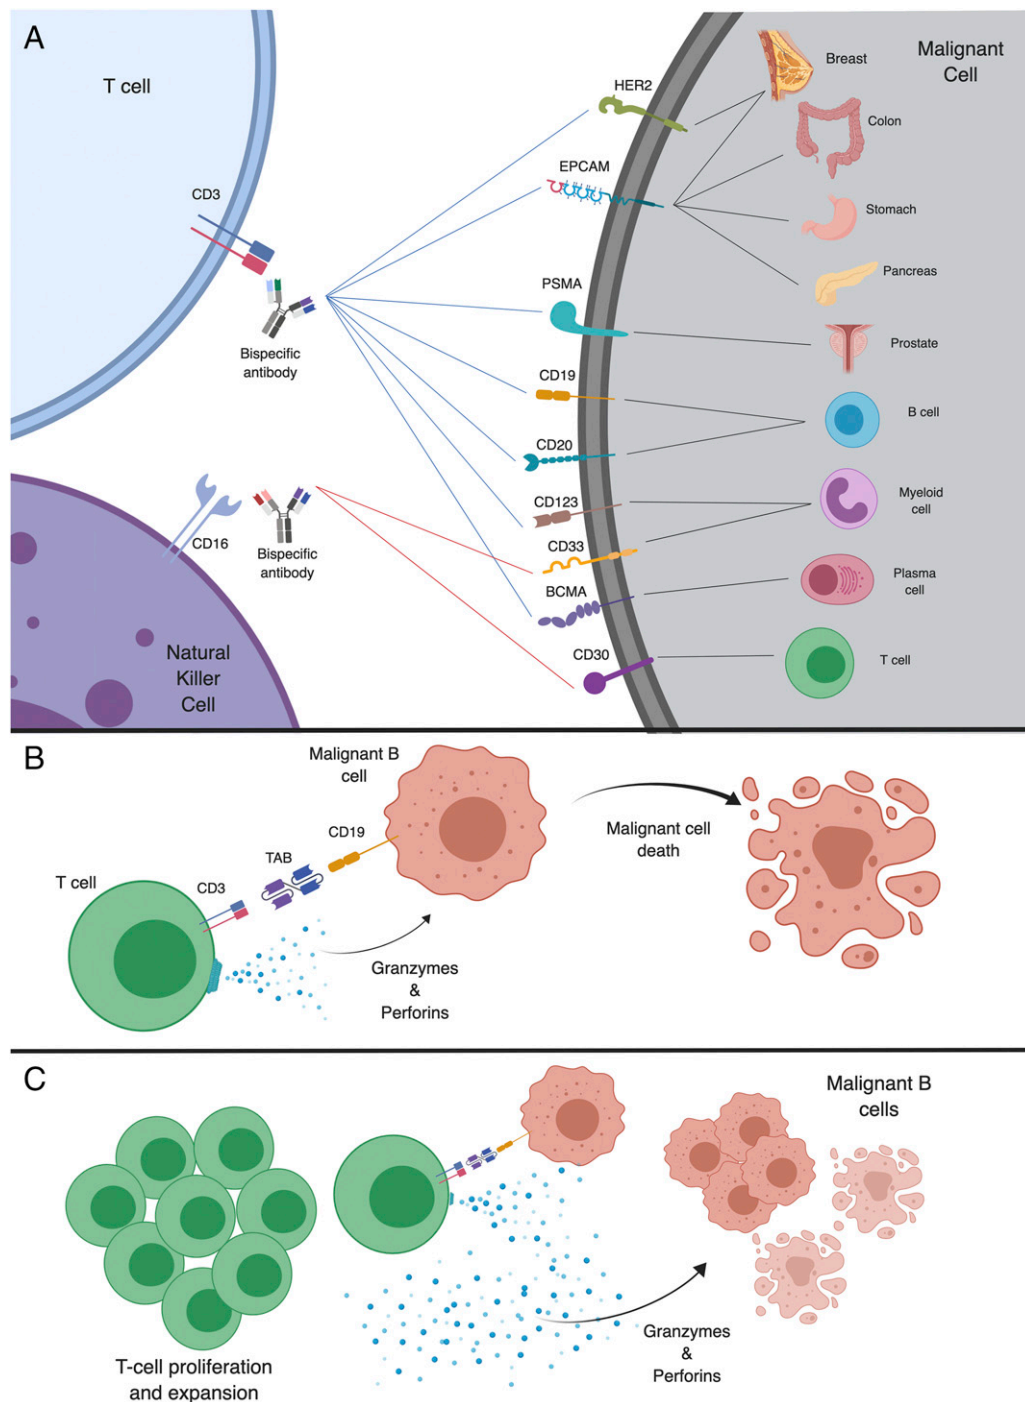 A
T cell
CD3
Bispecific
antibody
CD16
Bispecific
antibody
Natural
Killer
Cell
HER2
EPCAM
PSMA
CD19
CD20
CD123
CD33
BCMA
CD30
Malignant
Cell
Breast
Colon
Stomach
Pancreas
Prostate
B cell
Myeloid
cell
Plasma
cell
T cell
B
Malignant B
cell
CD19
TAB
CD3
T cell
Granzymes
&
Perforins
Malignant cell
death
C
T-cell proliferation
and expansion
Granzymes
&
Perforins
Malignant B
cells